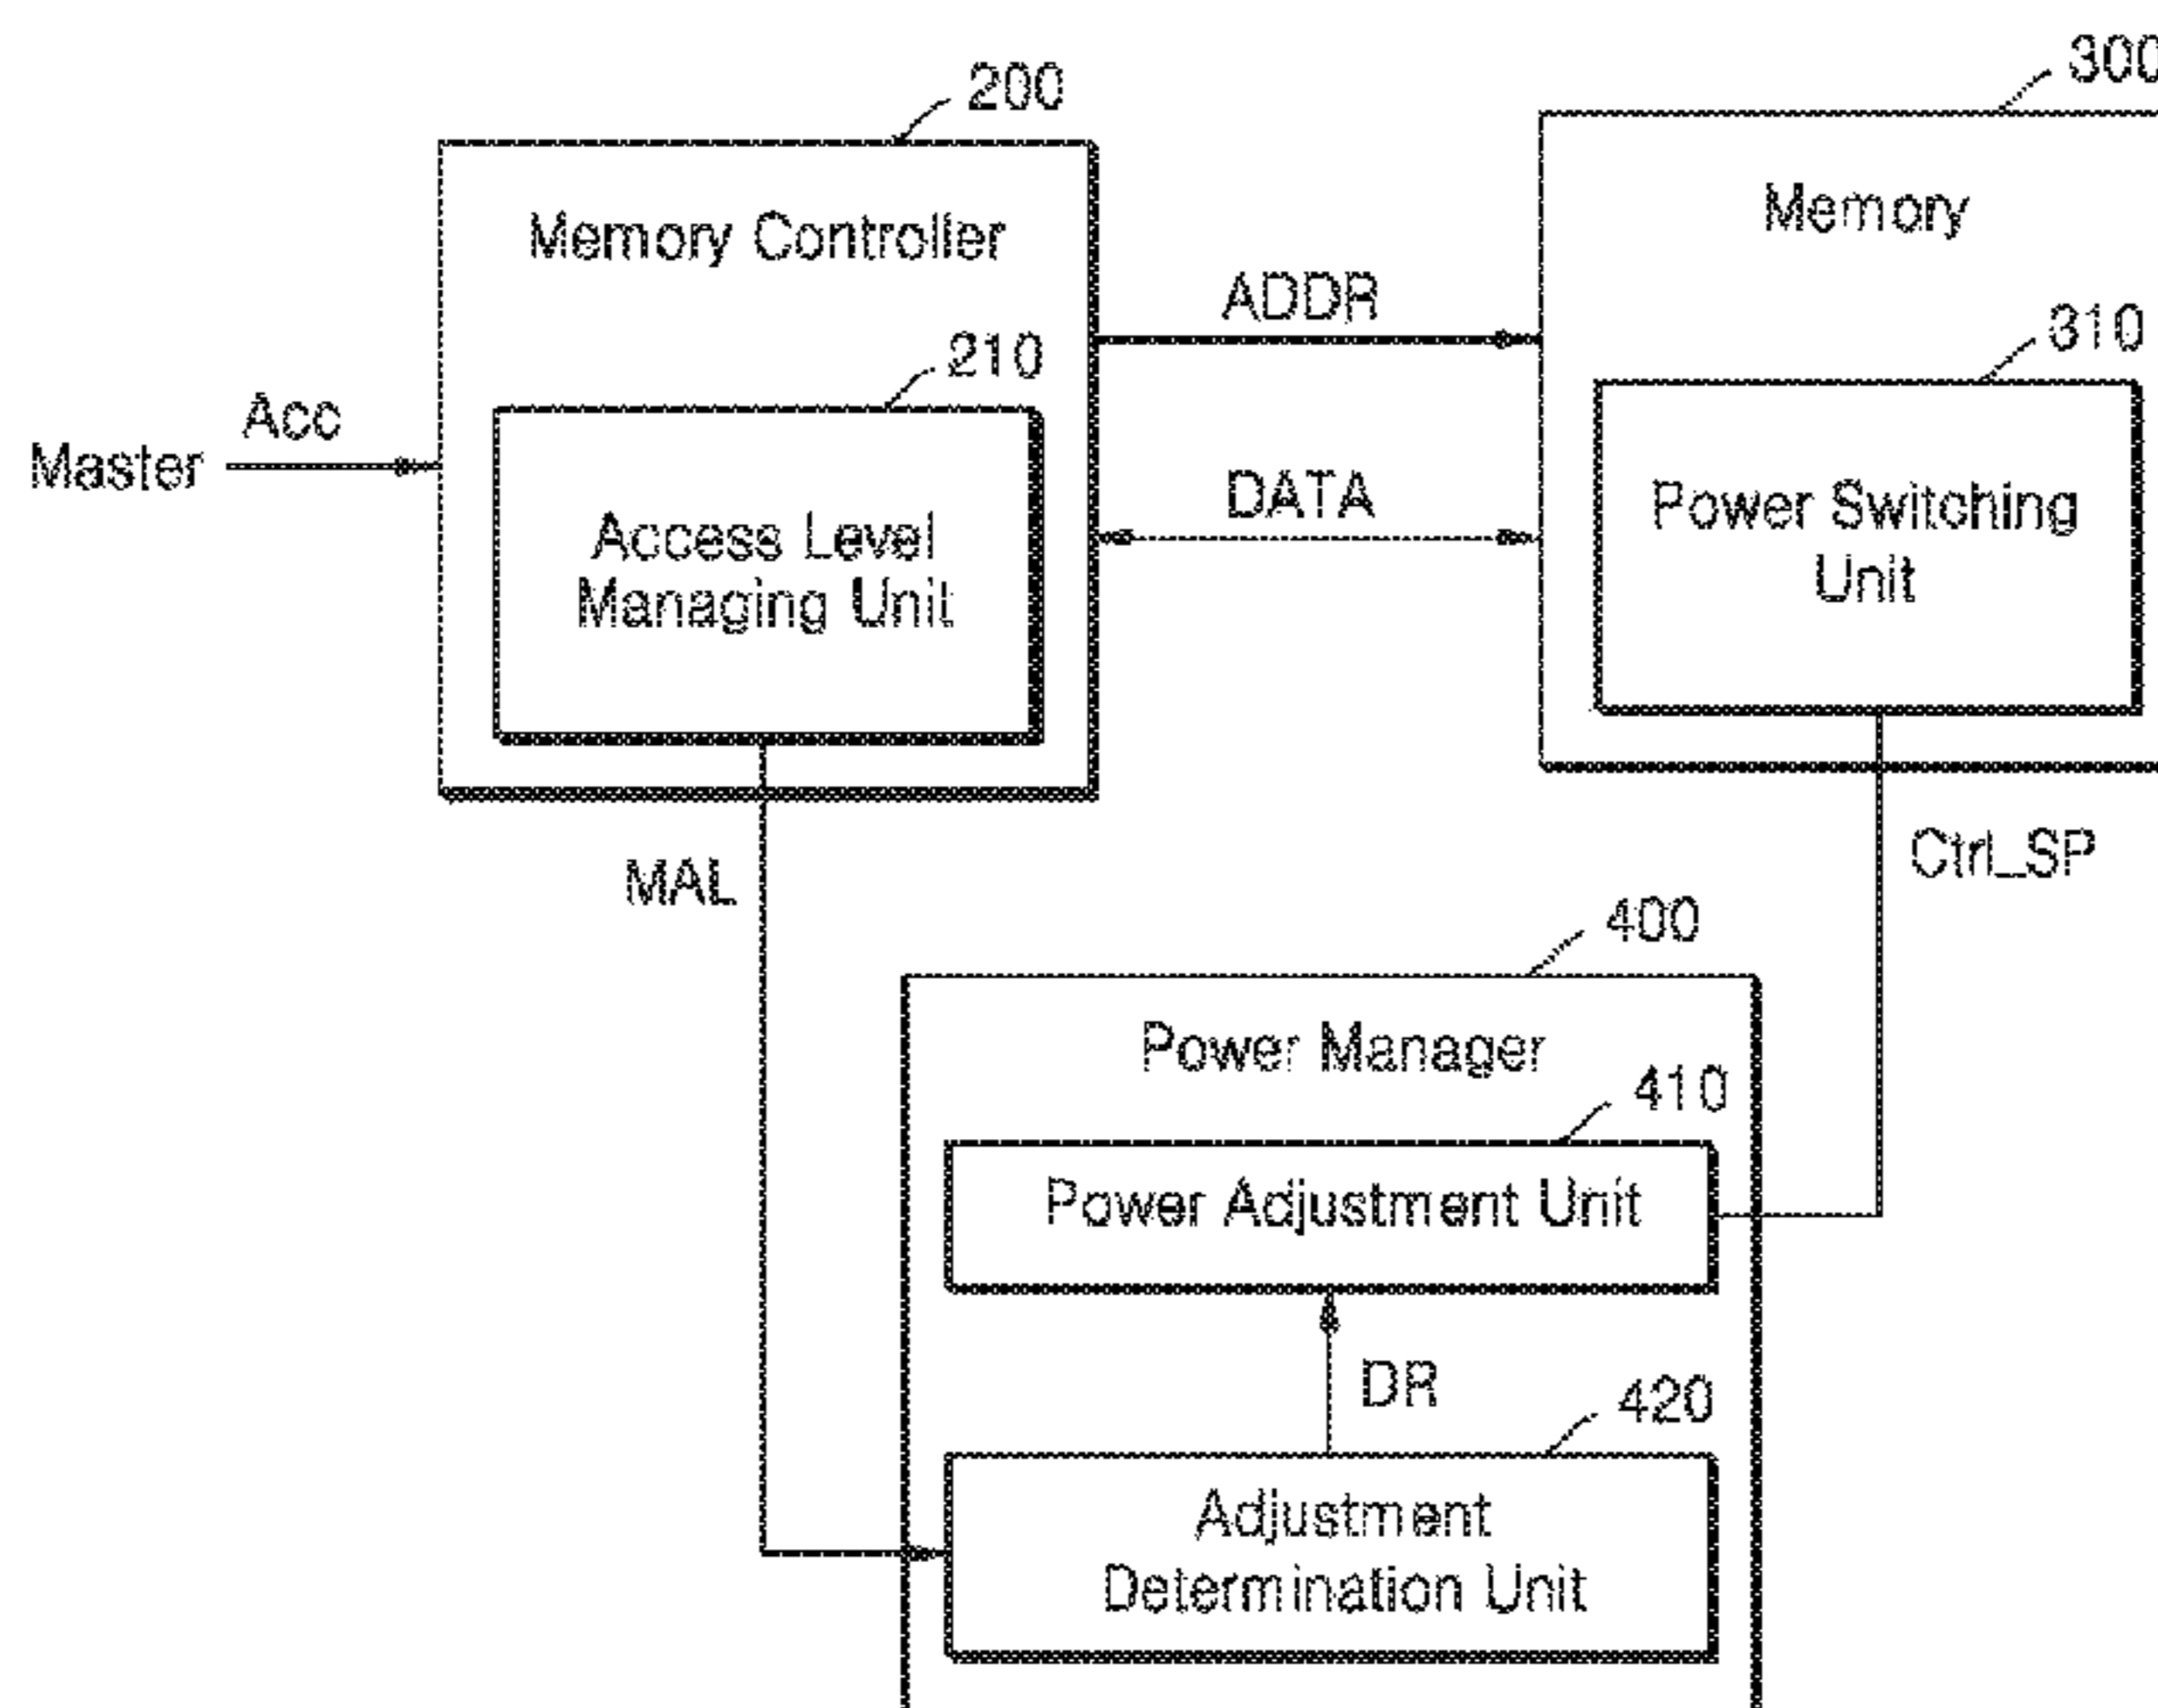 200
300
Memory Controller
Memory
ADDR
210
310
Acc
Master
DATA
Access Level
Managing Unit
Power Switching
Unit
MAL
Ctrl_SP
400
Power Manager
410
Power Adjustment Unit
DR
420
Adjustment
Determination Unit